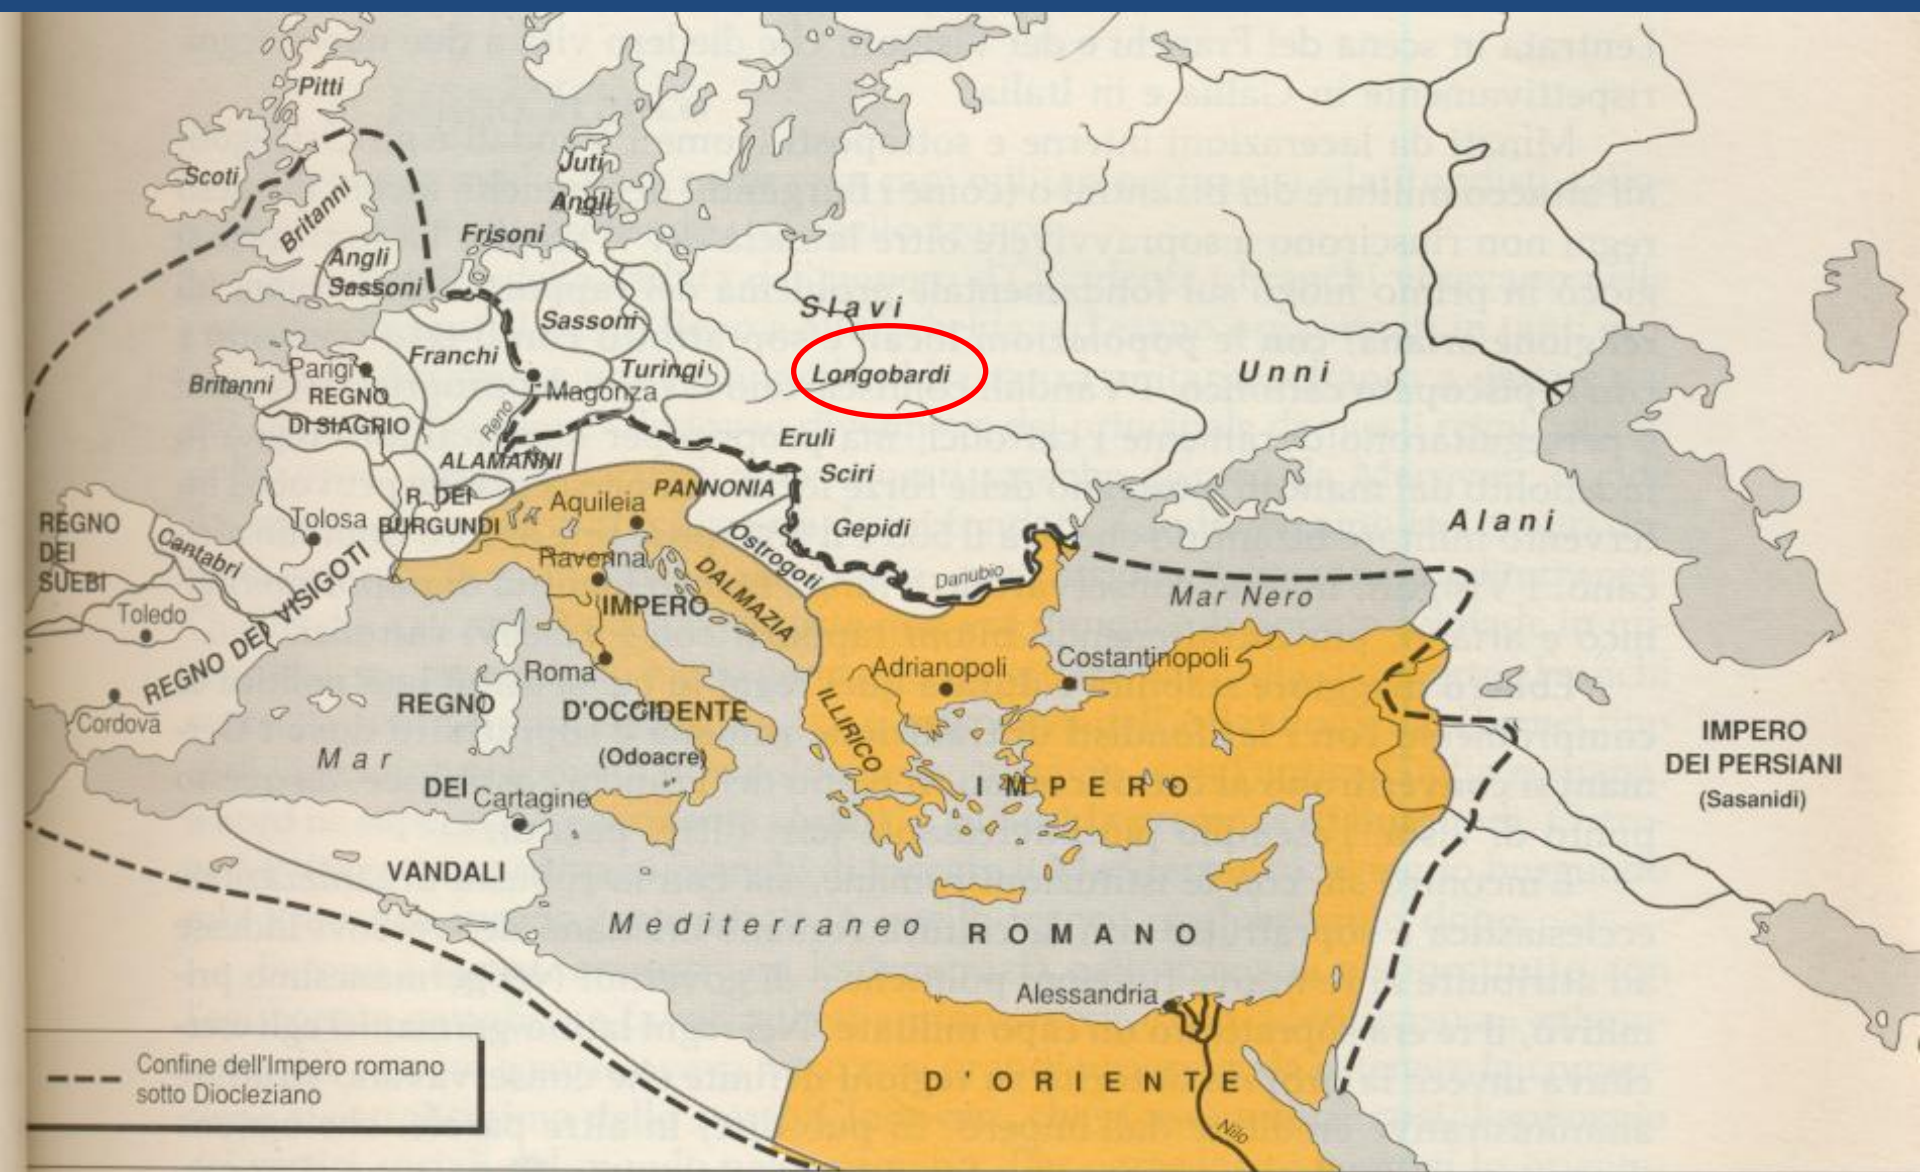 Pitti
Scoti
Britanni
Angli
Sassoni
Juti
Angli
Frisoni
Sassoni
Slavi
Longobardi
Turingi
Unni
Franchi
Parigi
Magonza
Reno
Britanni
REGNO
DI SIAGRIO
ALAMANNI
Eruli
Sciri
Gepidi
Alani
PANNONIA
Aquileia
R. DEI
BURGUNDI
Tolosa
REGNO
DEI
SUEBI
Cantabri
Ravenna
Ostrogoti
DALMAZIA
Danubio
Mar Nero
Toledo
REGNO DEI VISIGOTI
Cordova
IMPERO
Roma
D'OCCIDENTE
(Odoacre)
Adrianopoli
Costantinopoli
ILLIRICO
REGNO
Mar
DEI
Cartagine
VANDALI
IMPERO
DEI PERSIANI
(Sasanidi)
IMPERO
Mediterraneo
ROMANO
Alessandria
D'ORIENTE
Nilo
Confine dell'Impero romano
sotto Diocleziano